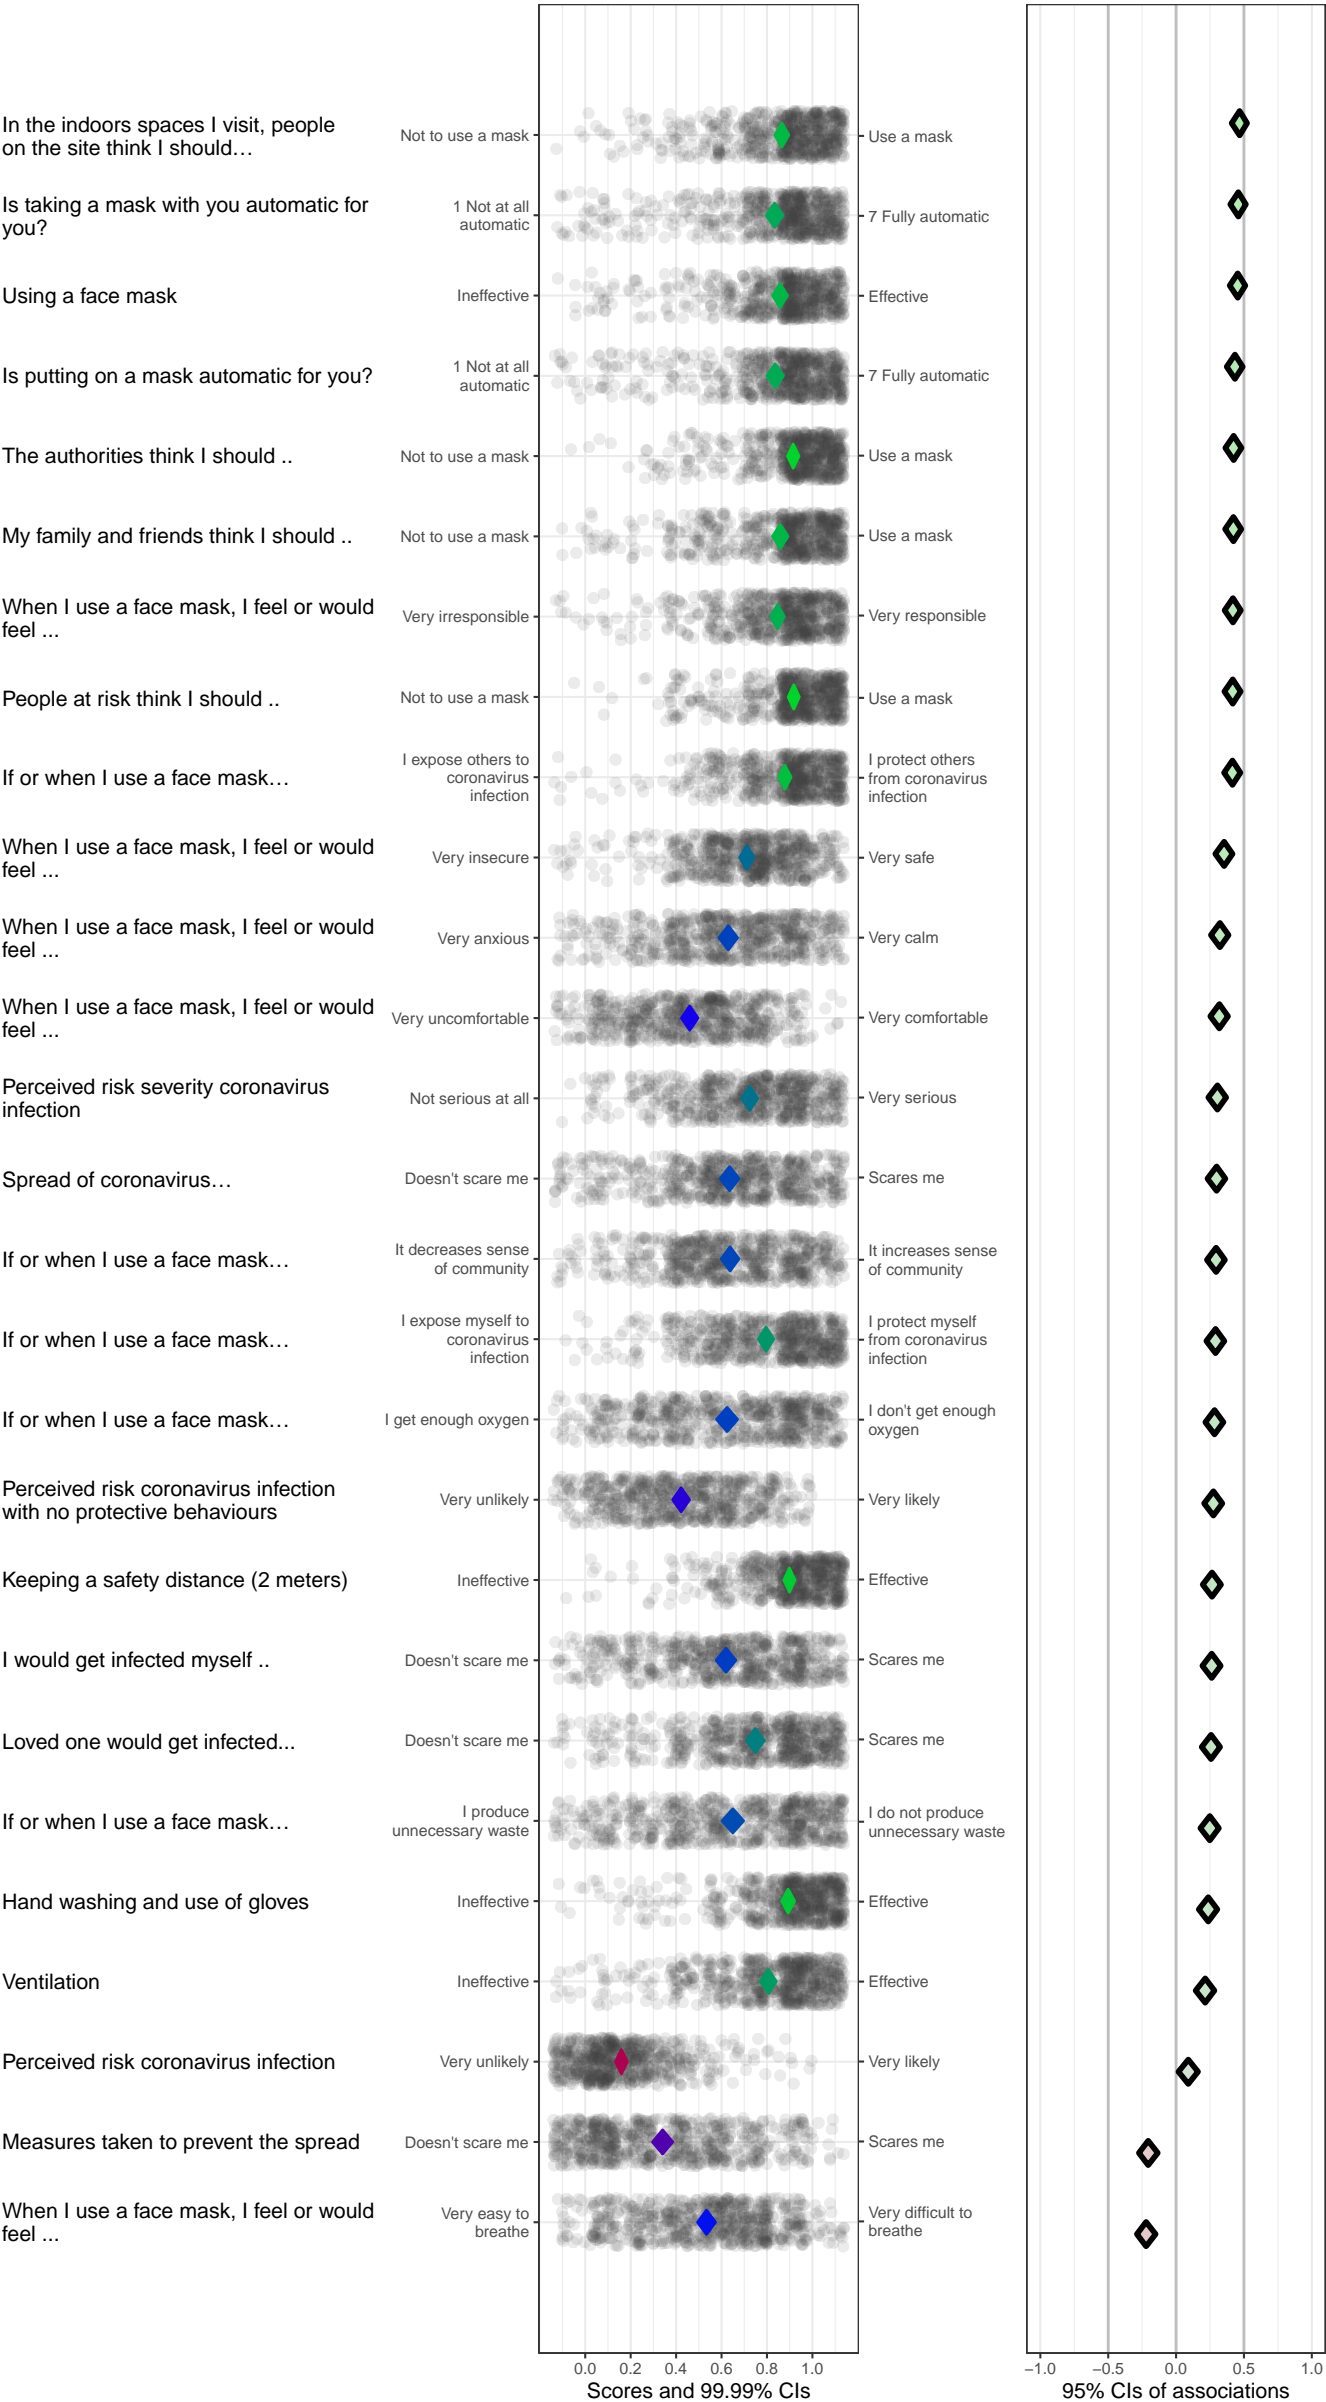 In the indoors spaces I visit, people
on the site think I should…
Not to use a mask
Use a mask
Is taking a mask with you automatic for
you?
1 Not at all
automatic
7 Fully automatic
Using a face mask
Ineffective
Effective
Is putting on a mask automatic for you?
1 Not at all
automatic
7 Fully automatic
The authorities think I should ..
Not to use a mask
Use a mask
My family and friends think I should ..
Not to use a mask
Use a mask
When I use a face mask, I feel or would
feel ...
Very irresponsible
Very responsible
People at risk think I should ..
Not to use a mask
Use a mask
If or when I use a face mask…
I expose others to
coronavirus
infection
I protect others
from coronavirus
infection
When I use a face mask, I feel or would
feel ...
Very insecure
Very safe
When I use a face mask, I feel or would
feel ...
Very anxious
Very calm
When I use a face mask, I feel or would
feel ...
Very uncomfortable
Very comfortable
Perceived risk severity coronavirus
infection
Not serious at all
Very serious
Spread of coronavirus…
Doesn't scare me
Scares me
If or when I use a face mask…
It decreases sense
of community
It increases sense
of community
If or when I use a face mask…
I expose myself to
coronavirus
infection
I protect myself
from coronavirus
infection
If or when I use a face mask…
I get enough oxygen
I don't get enough
oxygen
Perceived risk coronavirus infection
with no protective behaviours
Very unlikely
Very likely
Keeping a safety distance (2 meters)
Ineffective
Effective
I would get infected myself ..
Doesn't scare me
Scares me
Loved one would get infected...
Doesn't scare me
Scares me
If or when I use a face mask…
I produce
unnecessary waste
I do not produce
unnecessary waste
Hand washing and use of gloves
Ineffective
Effective
Ventilation
Ineffective
Effective
Perceived risk coronavirus infection
Very unlikely
Very likely
Measures taken to prevent the spread
Doesn't scare me
Scares me
When I use a face mask, I feel or would
feel ...
Very easy to
breathe
Very difficult to
breathe
0.0 0.2 0.4 0.6 0.8 1.0
Scores and 99.99% CIs
−1.0 −0.5 0.0 0.5 1.0
95% CIs of associations